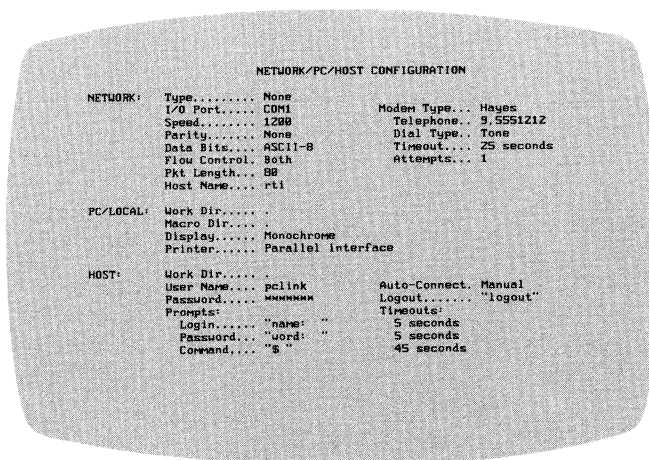 NETWORK/PC/HOST CONFIGURATION
NETWORK: Type......... None
I/O Port..... COM1 Modem Type... Hayes
Speed........ 1200 Telephone.. 9,5551212
Parity....... None Dial Type.. Tone
Data Bits.... ASCII-8 Timeout.... 25 seconds
Flow Control. Both Attempts... 1
Pkt Length... 80
Host Name.... rti
PC/LOCAL: Work Dir..... .
Macro Dir.... .
Display...... Monochrome
Printer...... Parallel interface
HOST: Work Dir..... .
User Name.... pclink Auto-Connect. Manual
Password..... ******* Logout....... "logout"
Prompts: Timeouts:
Login...... "name:  " 5 seconds
Password... "word:  " 5 seconds
Command.... "$ " 45 seconds